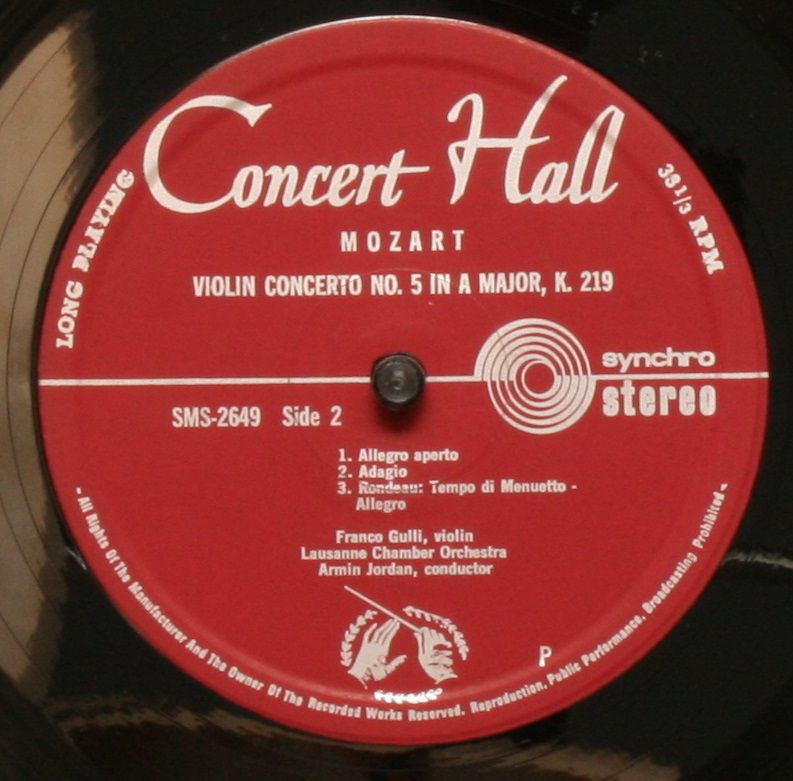 Concert Hall
LONG PLAYING
33 1/3 RPM
MOZART
VIOLIN CONCERTO NO. 5 IN A MAJOR, K. 219
synchro
stereo
SMS-2649 Side 2
1. Allegro aperto
2. Adagio
3. Rondeau: Tempo di Menuetto -
Allegro
Franco Gulli, violin
Lausanne Chamber Orchestra
Armin Jordan, conductor
P
- All Rights Of The Manufacturer And The Owner Of The Recorded Works Reserved. Reproduction. Public Performance. Broadcasting Prohibited -